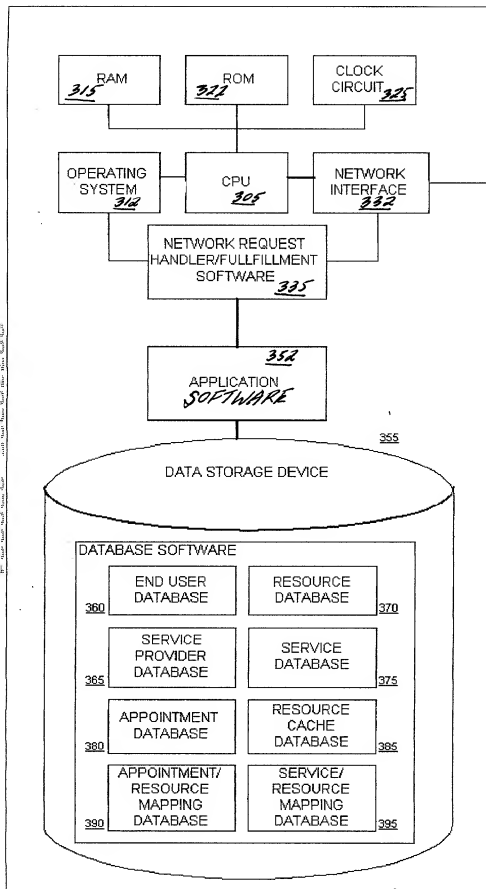 RAM
315
ROM
322
CLOCK
CIRCUIT
325
OPERATING
SYSTEM
312
CPU
305
NETWORK
INTERFACE
332
NETWORK REQUEST
HANDLER/FULLFILLMENT
SOFTWARE
335
352
APPLICATION
SOFTWARE
355
DATA STORAGE DEVICE
DATABASE SOFTWARE
END USER
DATABASE
360
RESOURCE
DATABASE
370
SERVICE
PROVIDER
DATABASE
365
SERVICE
DATABASE
375
APPOINTMENT
DATABASE
380
RESOURCE
CACHE
DATABASE
385
APPOINTMENT/
RESOURCE
MAPPING
DATABASE
390
SERVICE/
RESOURCE
MAPPING
DATABASE
395